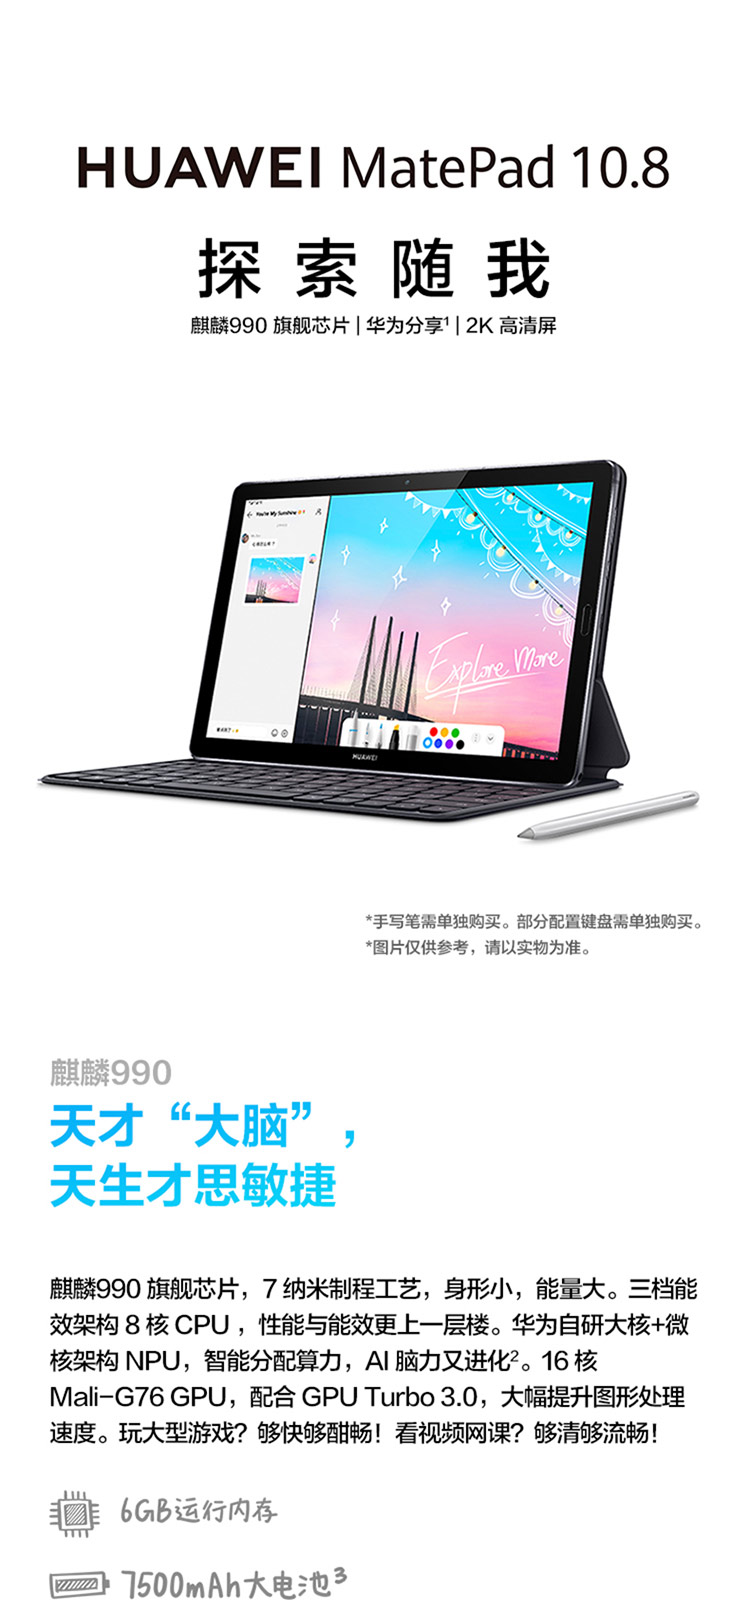 HUAWEI MatePad 10.8
探索随我
麒麟990 旗舰芯片 | 华为分享¹ | 2K 高清屏
You're My Sunshine
Explore More
HUAWEI
*手写笔需单独购买。部分配置键盘需单独购买。
*图片仅供参考，请以实物为准。
麒麟990
天才“大脑”，
天生才思敏捷
麒麟990 旗舰芯片，7 纳米制程工艺，身形小，能量大。三档能
效架构 8 核 CPU ，性能与能效更上一层楼。华为自研大核+微
核架构 NPU，智能分配算力，AI 脑力又进化²。16 核
Mali-G76 GPU，配合 GPU Turbo 3.0，大幅提升图形处理
速度。玩大型游戏？够快够酣畅！看视频网课？够清够流畅！
6GB运行内存
7500mAh大电池³